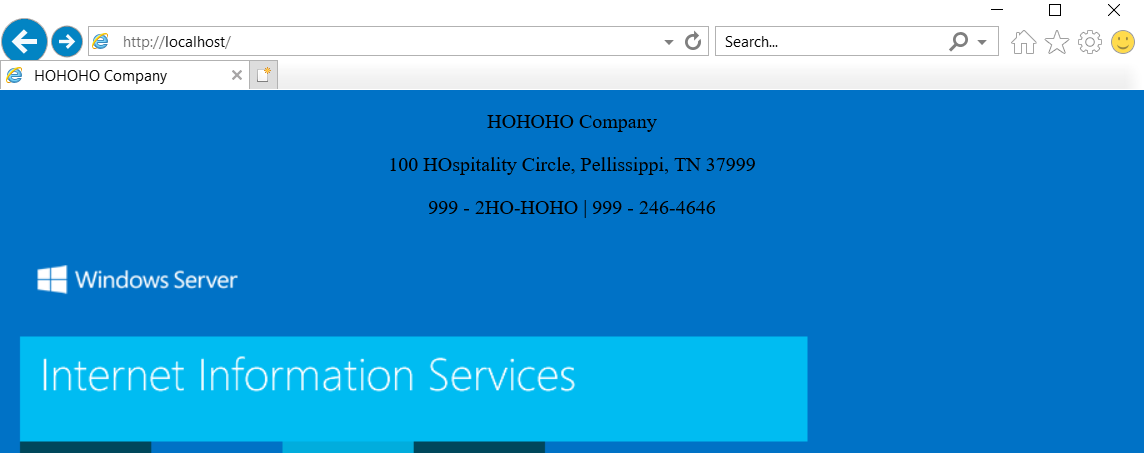 http://localhost/
Search...
HOHOHO Company
HOHOHO Company
100 HOspitality Circle, Pellissippi, TN 37999
999 - 2HO-HOHO | 999 - 246-4646
Windows Server
Internet Information Services